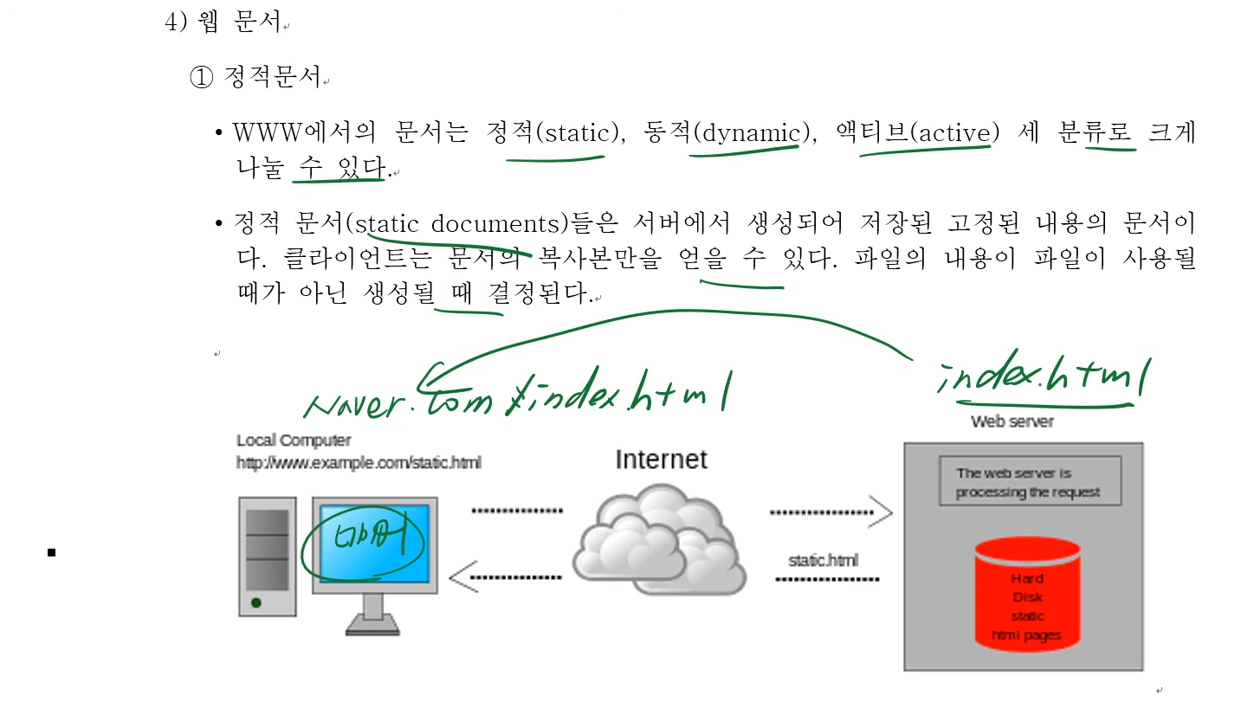 4) 웹 문서
① 정적문서
• WWW에서의 문서는 정적(static), 동적(dynamic), 액티브(active) 세 분류로 크게
나눌 수 있다.
• 정적 문서(static documents)들은 서버에서 생성되어 저장된 고정된 내용의 문서이
다. 클라이언트는 문서의 복사본만을 얻을 수 있다. 파일의 내용이 파일이 사용될
때가 아닌 생성될 때 결정된다.
index.html
Naver.com/index.html
Web server
Local Computer
http://www.example.com/static.html
Internet
The web server is
processing the request
static.html
Hard
Disk
static
html pages